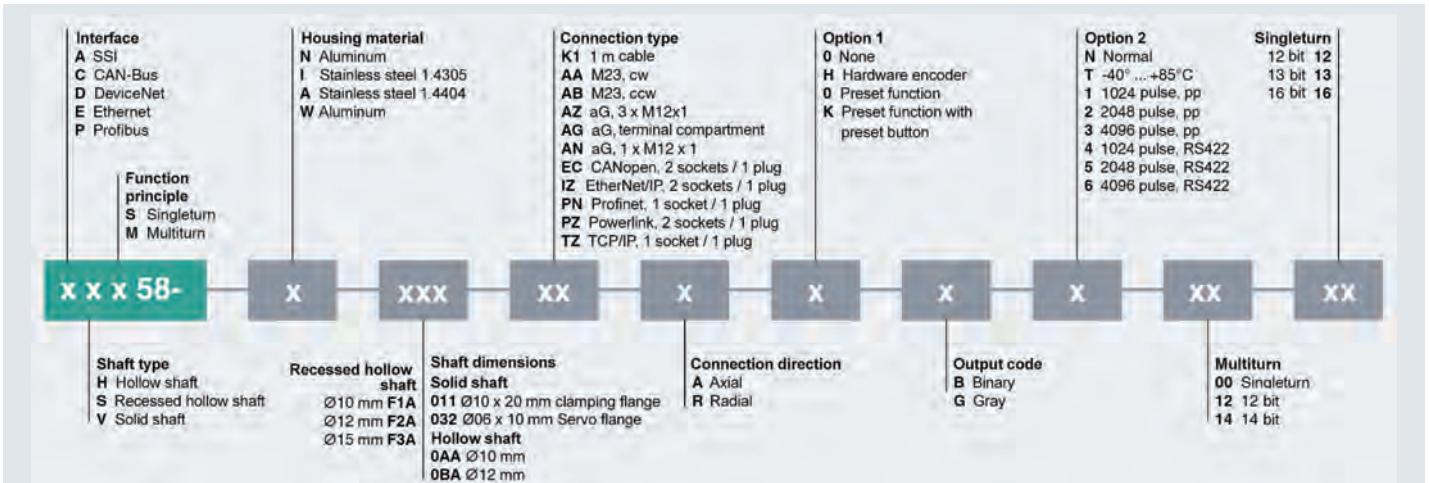 Interface
A SSI
C CAN-Bus
D DeviceNet
E Ethernet
P Profibus
Function
principle
S Singleturn
M Multiturn
Housing material
N Aluminum
I Stainless steel 1.4305
A Stainless steel 1.4404
W Aluminum
Connection type
K1 1 m cable
AA M23, cw
AB M23, ccw
AZ aG, 3 x M12x1
AG aG, terminal compartment
AN aG, 1 x M12 x 1
EC CANopen, 2 sockets / 1 plug
IZ EtherNet/IP, 2 sockets / 1 plug
PN Profinet, 1 socket / 1 plug
PZ Powerlink, 2 sockets / 1 plug
TZ TCP/IP, 1 socket / 1 plug
Option 1
0 None
H Hardware encoder
0 Preset function
K Preset function with
preset button
Option 2
N Normal
T -40° ... +85°C
1 1024 pulse, pp
2 2048 pulse, pp
3 4096 pulse, pp
4 1024 pulse, RS422
5 2048 pulse, RS422
6 4096 pulse, RS422
Singleturn
12 bit 12
13 bit 13
16 bit 16
x x x 58- x xxx xx x x x x xx xx
Shaft type
H Hollow shaft
S Recessed hollow shaft
V Solid shaft
Recessed hollow
shaft
Ø10 mm F1A
Ø12 mm F2A
Ø15 mm F3A
Shaft dimensions
Solid shaft
011 Ø10 x 20 mm clamping flange
032 Ø06 x 10 mm Servo flange
Hollow shaft
0AA Ø10 mm
0BA Ø12 mm
Connection direction
A Axial
R Radial
Output code
B Binary
G Gray
Multiturn
00 Singleturn
12 12 bit
14 14 bit